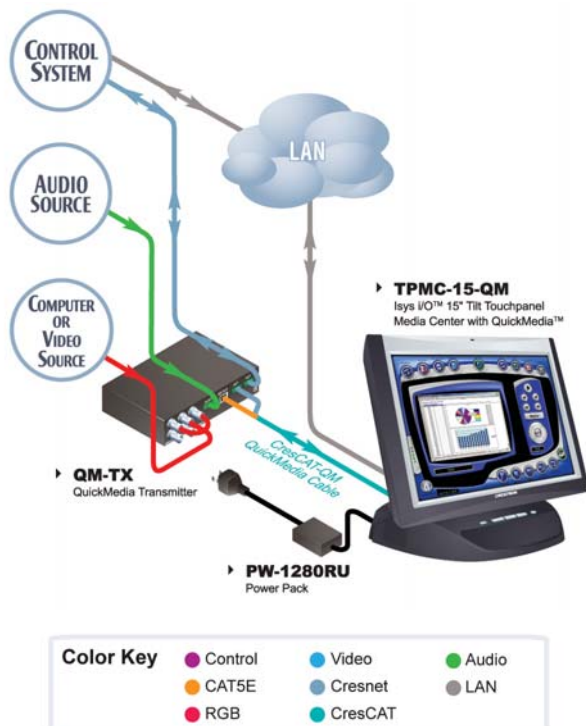 CONTROL
SYSTEM
LAN
AUDIO
SOURCE
COMPUTER
OR
VIDEO
SOURCE
TPMC-15-QM
Isys i/O™ 15" Tilt Touchpanel
Media Center with QuickMedia™
QM-TX
QuickMedia Transmitter
CresCAT-QM
QuickMedia Cable
PW-1280RU
Power Pack
CRESTRON
Color Key
Control
Video
Audio
CAT5E
Cresnet
LAN
RGB
CresCAT